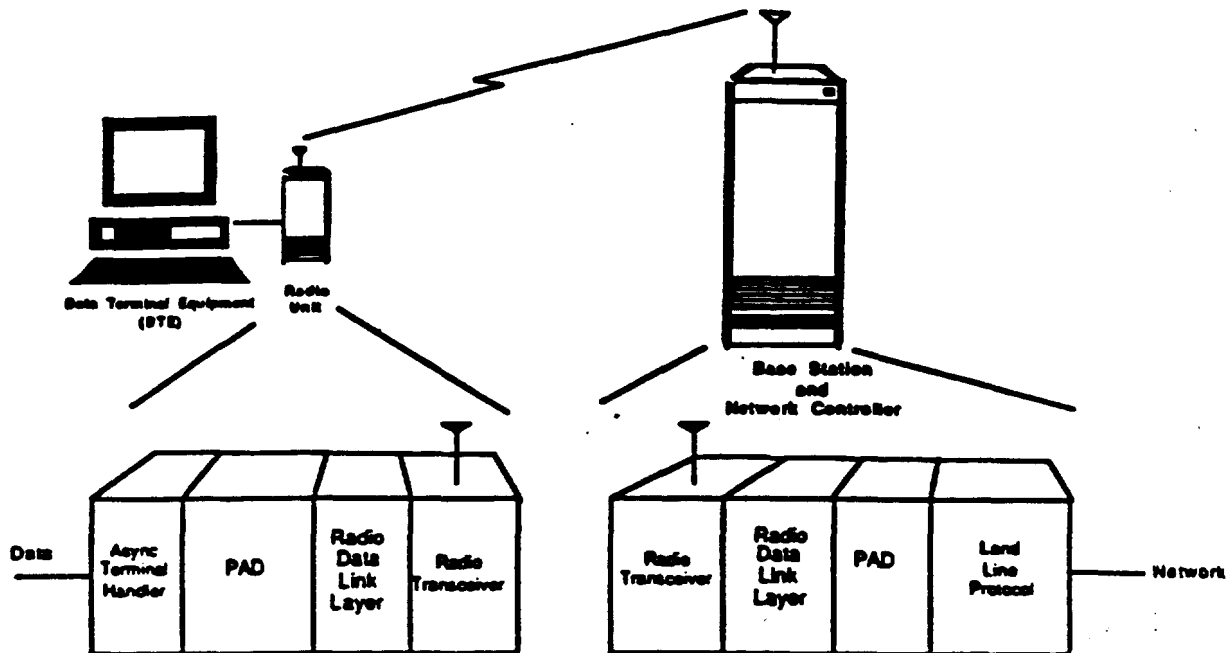 Data Terminal Equipment
(DTE)
Radio
Unit
Base Station
and
Network Controller
Data
Async
Terminal
Handler
PAD
Radio
Data
Link
Layer
Radio
Transceiver
Radio
Transceiver
Radio
Data
Link
Layer
PAD
Land
Line
Protocol
Network